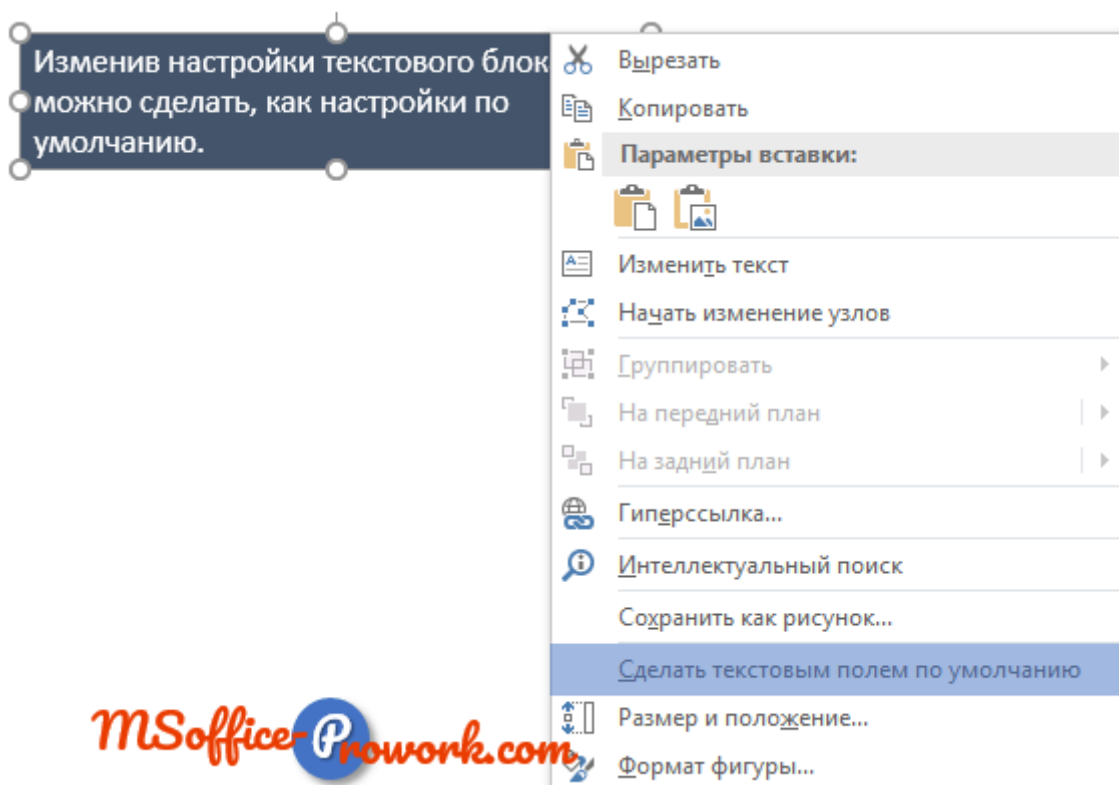 Изменив настройки текстового блок
можно сделать, как настройки по
умолчанию.
Вырезать
Копировать
Параметры вставки:
Изменить текст
Начать изменение узлов
Группировать
На передний план
На задний план
Гиперссылка...
Интеллектуальный поиск
Сохранить как рисунок...
Сделать текстовым полем по умолчанию
Размер и положение...
Формат фигуры...
MSoffice-Prowork.com